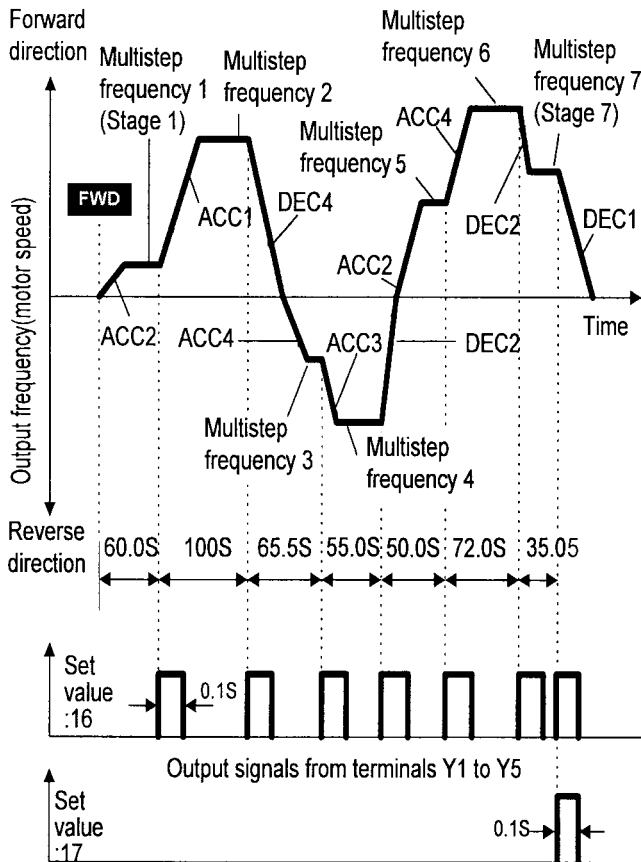 Forward
direction
Multistep
frequency 1
(Stage 1)
Multistep
frequency 2
Multistep
frequency 6
Multistep
frequency 7
(Stage 7)
Multistep
frequency 5
ACC4
FWD
ACC1
DEC4
DEC2
DEC1
ACC2
Time
ACC2
ACC4
ACC3
DEC2
Output frequency(motor speed)
Multistep
frequency 3
Multistep
frequency 4
Reverse
direction
60.0S
100S
65.5S
55.0S
50.0S
72.0S
35.05
Set
value
:16
0.1S
Output signals from terminals Y1 to Y5
Set
value
:17
0.1S